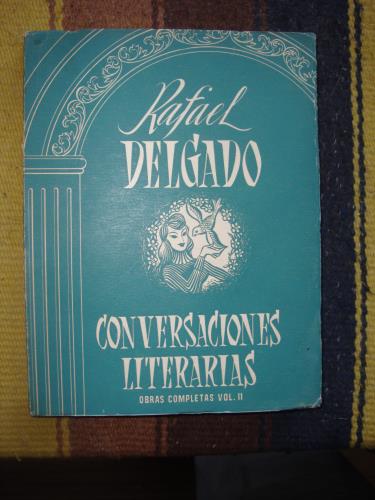 Rafael
DELGADO
CONVERSACIONES
LITERARIAS
OBRAS COMPLETAS VOL. II